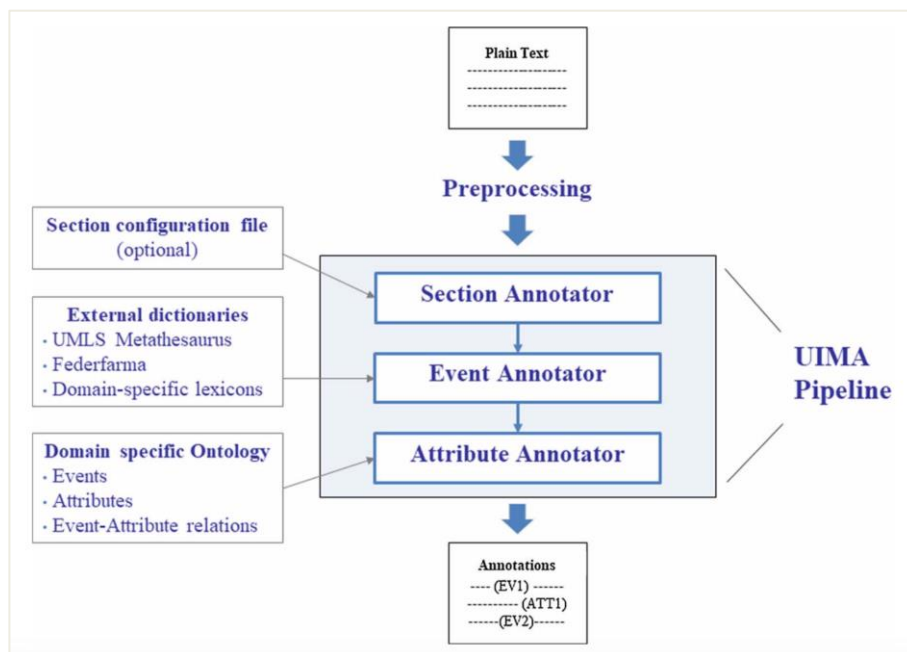 Plain Text
---------------------
---------------------
---------------------
Preprocessing
Section configuration file
(optional)
Section Annotator
External dictionaries
· UMLS Metathesaurus
· Federfarma
· Domain-specific lexicons
Event Annotator
UIMA
Pipeline
Domain specific Ontology
· Events
· Attributes
· Event-Attribute relations
Attribute Annotator
Annotations
---- (EV1) ------
---------- (ATT1)
------(EV2)------